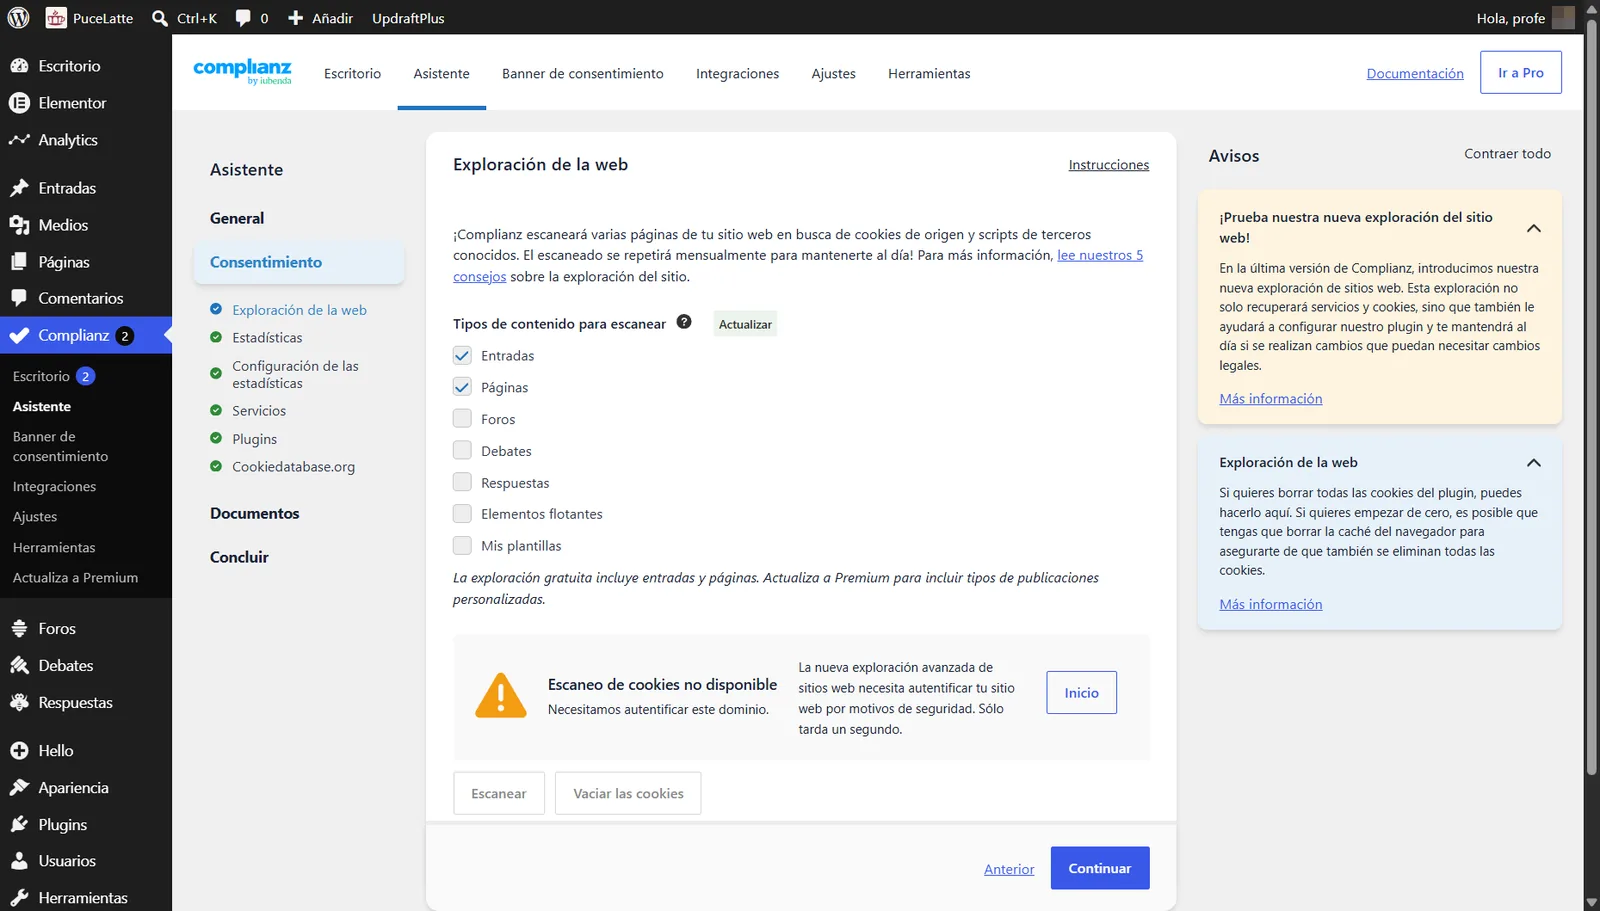 PuceLatte
Ctrl+K
0
Añadir
UpdraftPlus
Hola, profe
Escritorio
Elementor
Analytics
Entradas
Medios
Páginas
Comentarios
Complianz 2
Escritorio 2
Asistente
Banner de
consentimiento
Integraciones
Ajustes
Herramientas
Actualiza a Premium
Foros
Debates
Respuestas
Hello
Apariencia
Plugins
Usuarios
Herramientas
complianz
by iubenda
Escritorio
Asistente
Banner de consentimiento
Integraciones
Ajustes
Herramientas
Documentación
Ir a Pro
Asistente
General
Consentimiento
Exploración de la web
Estadísticas
Configuración de las
estadísticas
Servicios
Plugins
Cookiedatabase.org
Documentos
Concluir
Exploración de la web
Instrucciones
¡Complianz escaneará varias páginas de tu sitio web en busca de cookies de origen y scripts de terceros
conocidos. El escaneado se repetirá mensualmente para mantenerte al día! Para más información, lee nuestros 5
consejos sobre la exploración del sitio.
Tipos de contenido para escanear ? Actualizar
Entradas
Páginas
Foros
Debates
Respuestas
Elementos flotantes
Mis plantillas
La exploración gratuita incluye entradas y páginas. Actualiza a Premium para incluir tipos de publicaciones
personalizadas.
Escaneo de cookies no disponible
Necesitamos autentificar este dominio.
La nueva exploración avanzada de
sitios web necesita autentificar tu sitio
web por motivos de seguridad. Sólo
tarda un segundo.
Inicio
Escanear
Vaciar las cookies
Anterior
Continuar
Avisos
Contraer todo
¡Prueba nuestra nueva exploración del sitio
web!
En la última versión de Complianz, introducimos nuestra
nueva exploración de sitios web. Esta exploración no
solo recuperará servicios y cookies, sino que también le
ayudará a configurar nuestro plugin y te mantendrá al
día si se realizan cambios que puedan necesitar cambios
legales.
Más información
Exploración de la web
Si quieres borrar todas las cookies del plugin, puedes
hacerlo aquí. Si quieres empezar de cero, es posible que
tengas que borrar la caché del navegador para
asegurarte de que también se eliminan todas las
cookies.
Más información